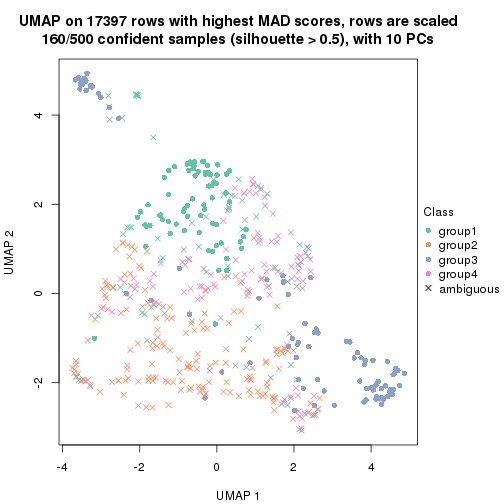 UMAP on 17397 rows with highest MAD scores, rows are scaled
160/500 confident samples (silhouette > 0.5), with 10 PCs
UMAP 2
4
2
0
-2
-4
-2
0
2
4
UMAP 1
Class
group1
group2
group3
group4
ambiguous